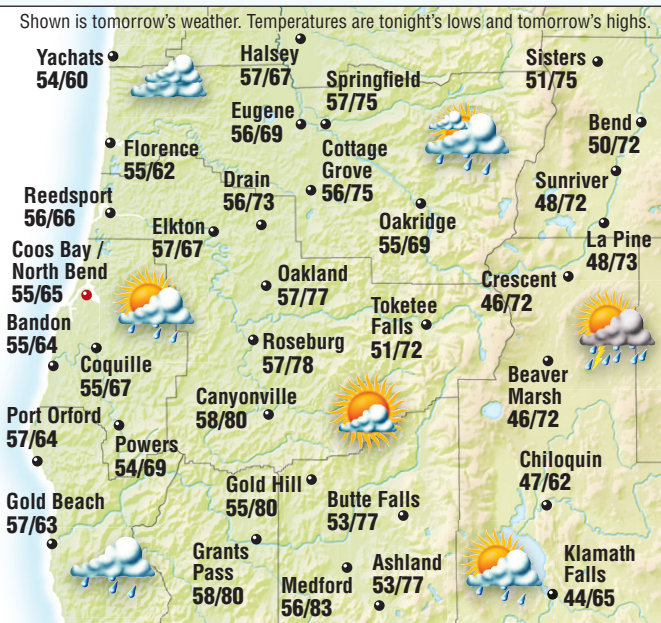 Shown is tomorrow's weather. Temperatures are tonight's lows and tomorrow's highs.
Yachats
54/60
Halsey
57/67
Springfield
57/75
Sisters
51/75
Eugene
56/69
Bend
50/72
Florence
55/62
Cottage
Grove
56/75
Drain
56/73
Sunriver
48/72
Reedsport
56/66
Elkton
57/67
Oakridge
55/69
La Pine
48/73
Coos Bay /
North Bend
55/65
Oakland
57/77
Crescent
46/72
Toketee
Falls
51/72
Bandon
55/64
Roseburg
57/78
Coquille
55/67
Beaver
Marsh
46/72
Canyonville
58/80
Port Orford
57/64
Powers
54/69
Chiloquin
47/62
Gold Hill
55/80
Butte Falls
53/77
Gold Beach
57/63
Grants
Pass
58/80
Medford
56/83
Ashland
53/77
Klamath
Falls
44/65